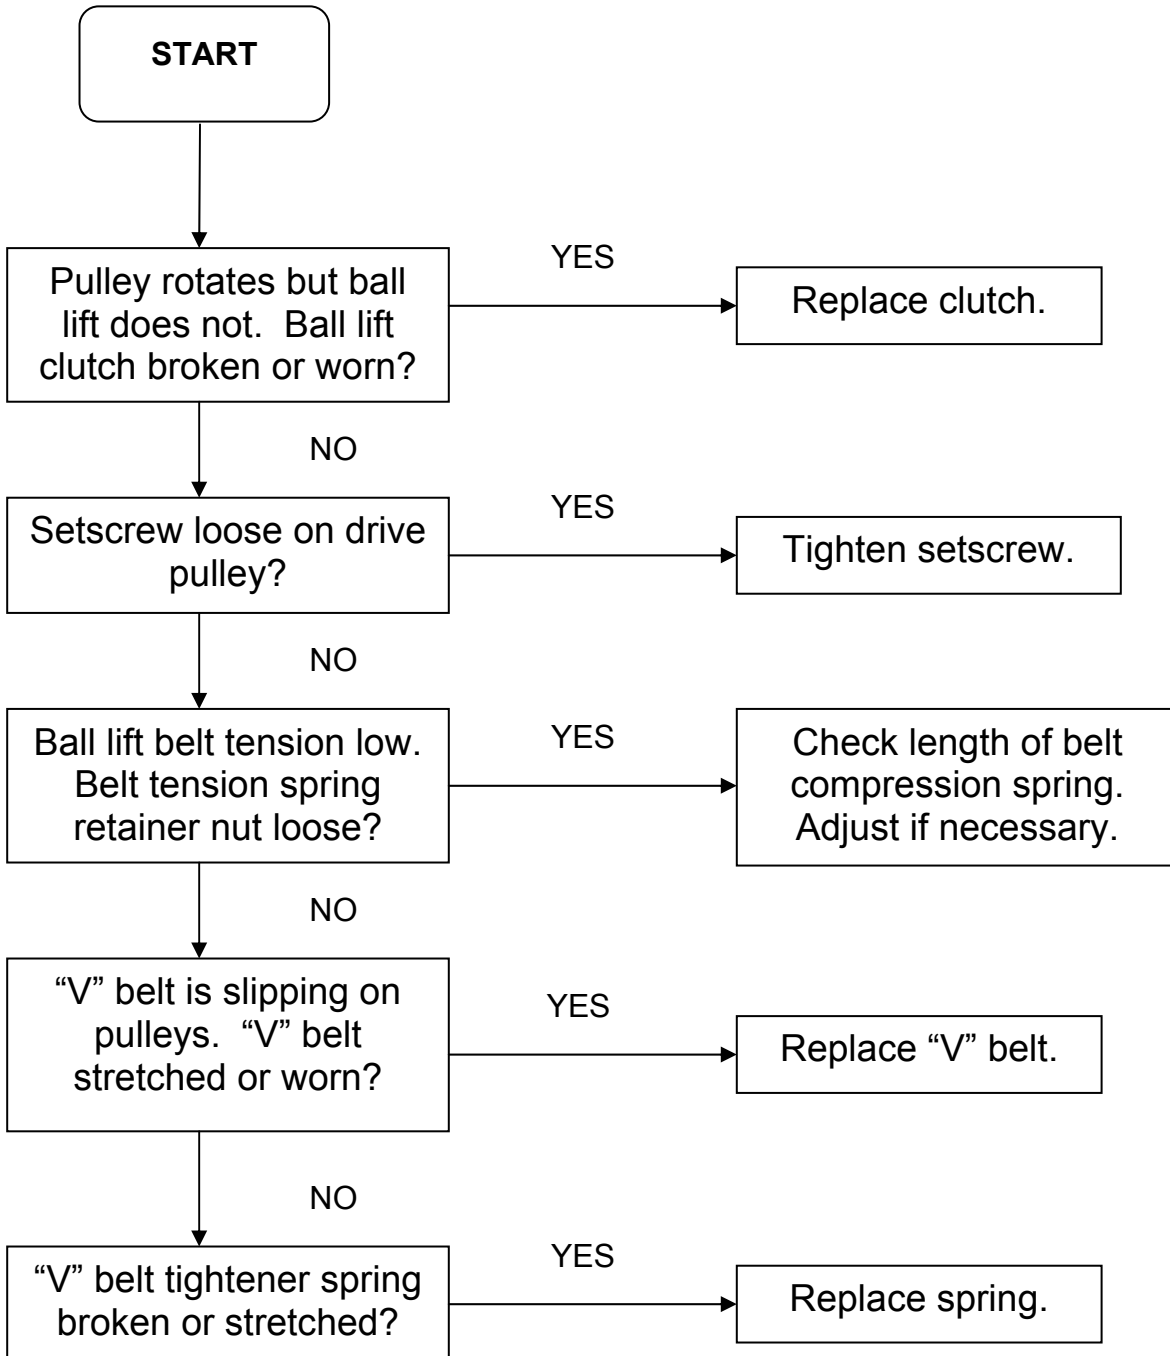 START
Pulley rotates but ball
lift does not.  Ball lift
clutch broken or worn?
YES
Replace clutch.
NO
Setscrew loose on drive
pulley?
YES
Tighten setscrew.
NO
Ball lift belt tension low.
Belt tension spring
retainer nut loose?
YES
Check length of belt
compression spring.
Adjust if necessary.
NO
“V” belt is slipping on
pulleys.  “V” belt
stretched or worn?
YES
Replace “V” belt.
NO
“V” belt tightener spring
broken or stretched?
YES
Replace spring.